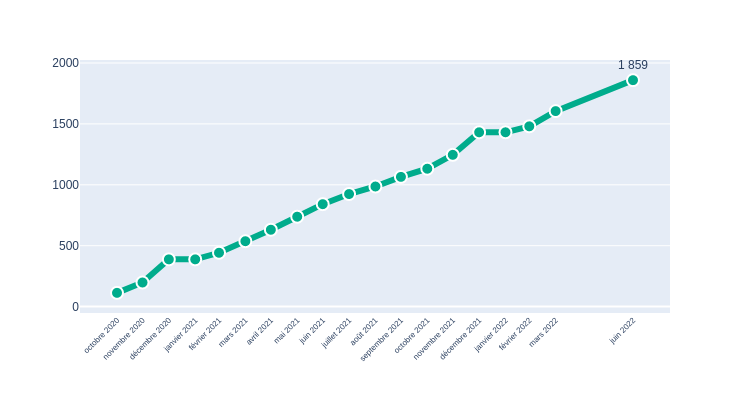 2000
1 859
1500
1000
500
0
octobre 2020
novembre 2020
décembre 2020
janvier 2021
février 2021
mars 2021
avril 2021
mai 2021
juin 2021
juillet 2021
août 2021
septembre 2021
octobre 2021
novembre 2021
décembre 2021
janvier 2022
février 2022
mars 2022
juin 2022